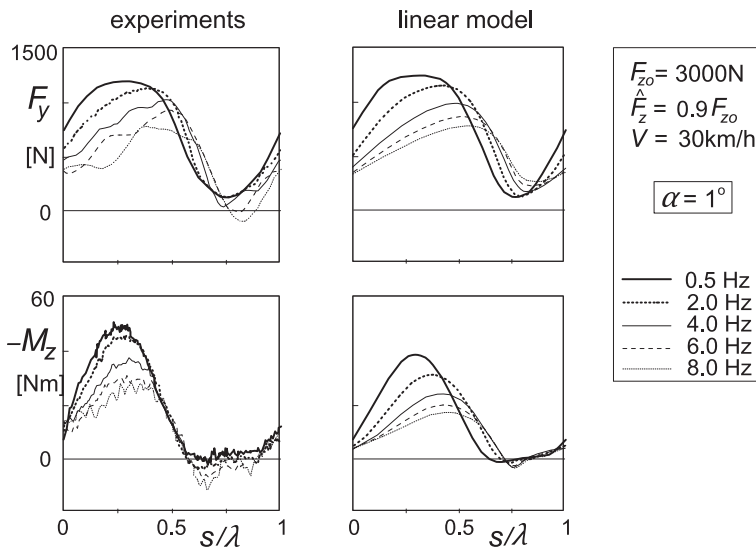 experiments
linear model
1500
F_y
[N]
0
60
−M_z
[Nm]
0
0 0.5 1
s/λ
0 0.5 1
s/λ
F_zo = 3000N
F̂_z = 0.9F_zo
V = 30km/h
α = 1°
0.5 Hz
2.0 Hz
4.0 Hz
6.0 Hz
8.0 Hz